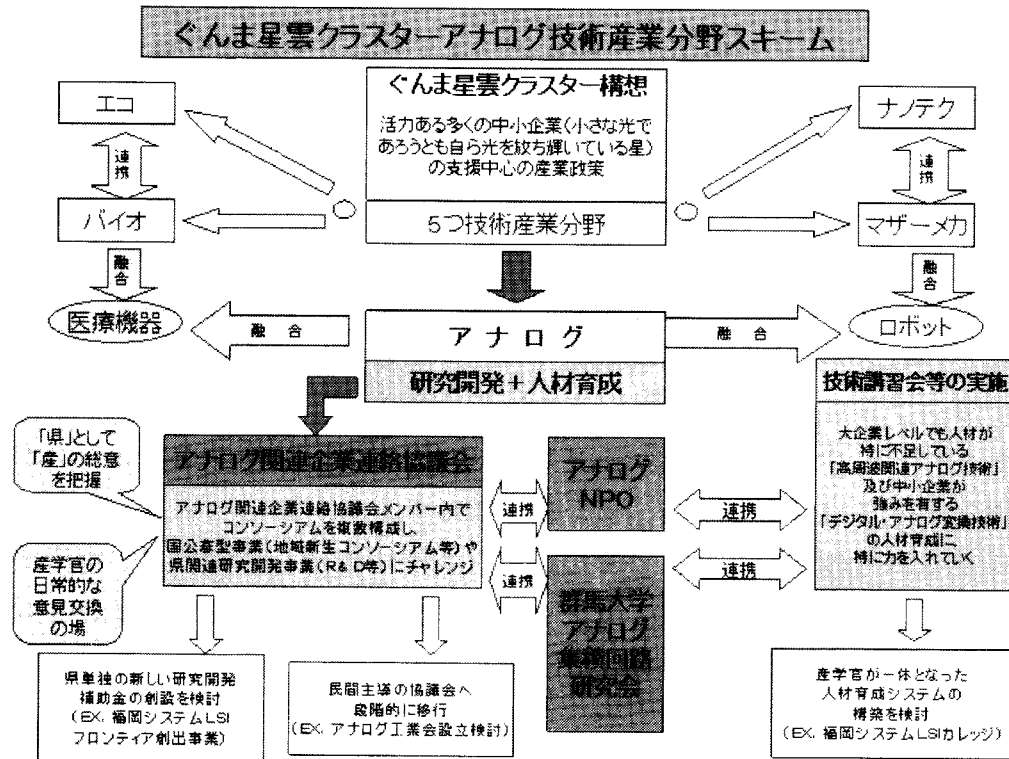 ぐんま星雲クラスターアナログ技術産業分野スキーム
ぐんま星雲クラスター構想
活力ある多くの中小企業(小さな光で
あろうとも自ら光を放ち輝いている星)
の支援中心の産業政策
5つ技術産業分野
エコ
連携
バイオ
融合
医療機器
ナノテク
連携
マザーメカ
融合
ロボット
融合
アナログ
融合
研究開発+人材育成
「県」として
「産」の総意
を把握
産学官の
日常的な
意見交換
の場
アナログ関連企業連絡協議会
アナログ関連企業連絡協議会メンバー内で
コンソーシアムを複数構成し、
国公募型事業(地域新生コンソーシアム等)や
県関連研究開発事業(R&D等)にチャレンジ
連携
連携
アナログ
NPO
群馬大学
アナログ
集積回路
研究会
連携
連携
技術講習会等の実施
大企業レベルでも人材が
特に不足している
「高周波関連アナログ技術」
及び中小企業が
強みを有する
「デジタル・アナログ変換技術」
の人材育成に、
特に力を入れていく
県単独の新しい研究開発
補助金の創設を検討
(EX. 福岡システムLSI
フロンティア創出事業)
民間主導の協議会へ
段階的に移行
(EX. アナログ工業会設立検討)
産学官が一体となった
人材育成システムの
構築を検討
(EX. 福岡システムLSIカレッジ)